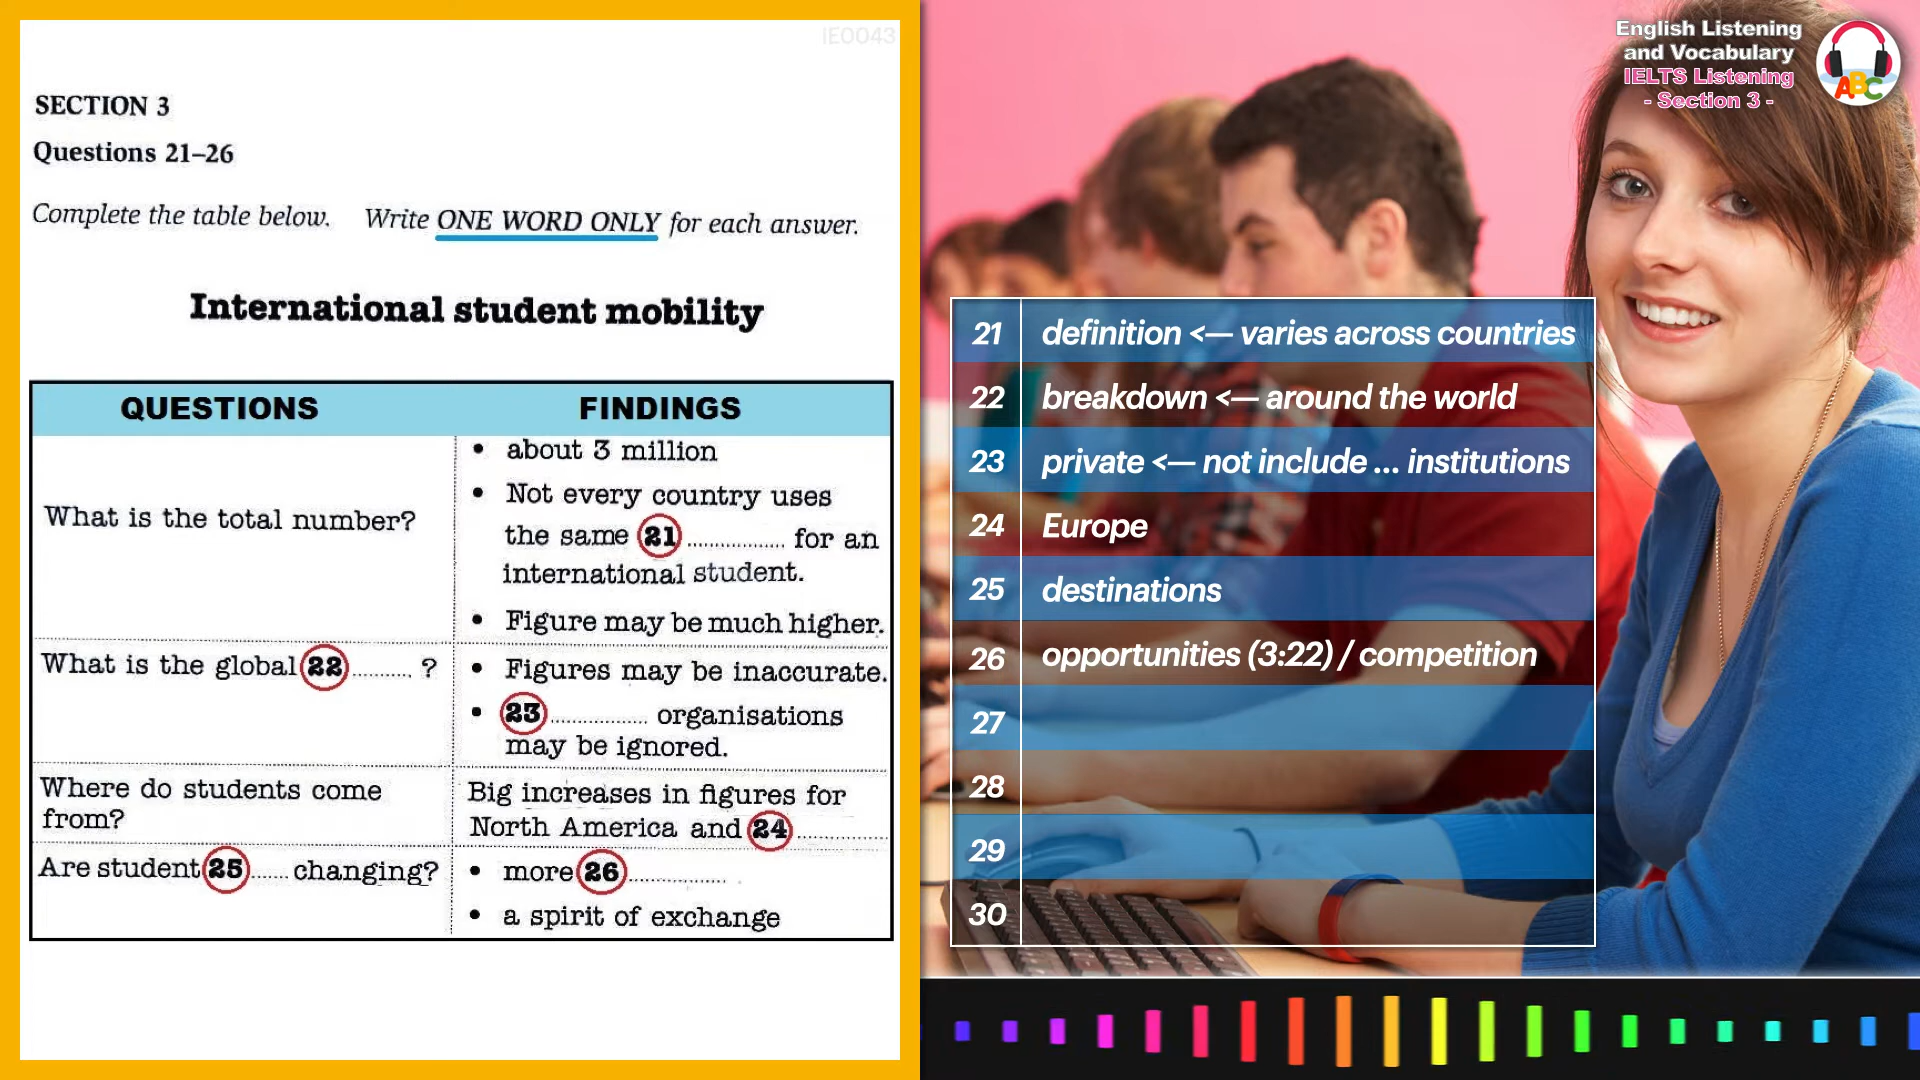 IE0043
SECTION 3
Questions 21–26
Complete the table below. Write ONE WORD ONLY for each answer.
International student mobility
QUESTIONS
FINDINGS
What is the total number?
• about 3 million
• Not every country uses
the same 21 ................ for an
international student.
• Figure may be much higher.
What is the global 22 .......... ?
• Figures may be inaccurate.
• 23 ................ organisations
may be ignored.
Where do students come
from?
Big increases in figures for
North America and 24 ...............
Are student 25 ...... changing?
• more 26 ................
• a spirit of exchange
English Listening
and Vocabulary
IELTS Listening
- Section 3 -
ABC
21 definition <— varies across countries
22 breakdown <— around the world
23 private <— not include ... institutions
24 Europe
25 destinations
26 opportunities (3:22) / competition
27
28
29
30